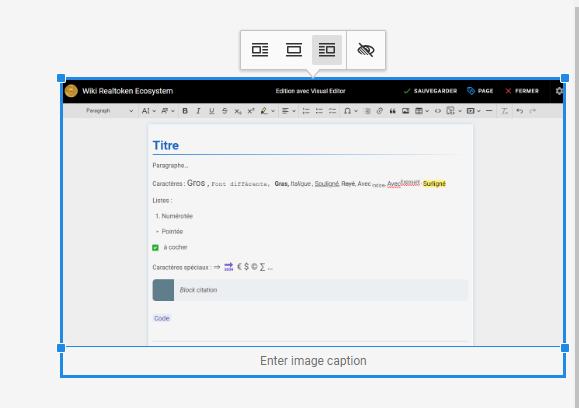 Wiki Realtoken Ecosystem
Edition avec Visual Editor
SAUVEGARDER
PAGE
FERMER
Paragraph
Titre
Paragraphe...
Caractères : Gros , Font différente, Gras, Italique , Souligné, Rayé, Avec indice, Avec Exposant Surligné
Listes :
1. Numérotée
• Pointée
à cocher
Caractères spéciaux : ⇒ € $ © ∑ ...
Block citation
Code
Enter image caption